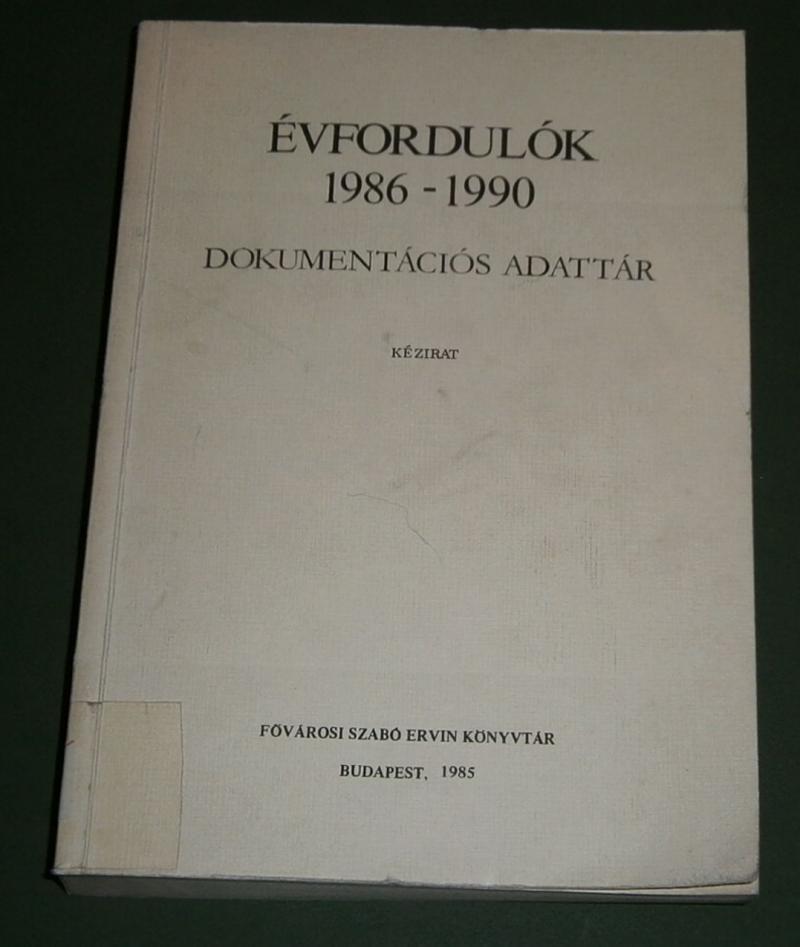 ÉVFORDULÓK
1986 - 1990
DOKUMENTÁCIÓS ADATTÁR
KÉZIRAT
FŐVÁROSI SZABÓ ERVIN KÖNYVTÁR
BUDAPEST, 1985